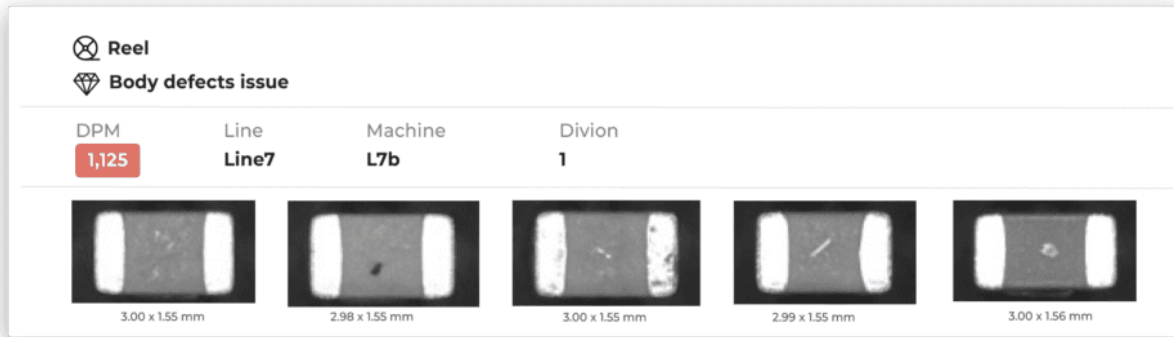 Reel
Body defects issue
DPM Line Machine Divion
1,125 Line7 L7b 1
3.00 x 1.55 mm 2.98 x 1.55 mm 3.00 x 1.55 mm 2.99 x 1.55 mm 3.00 x 1.56 mm